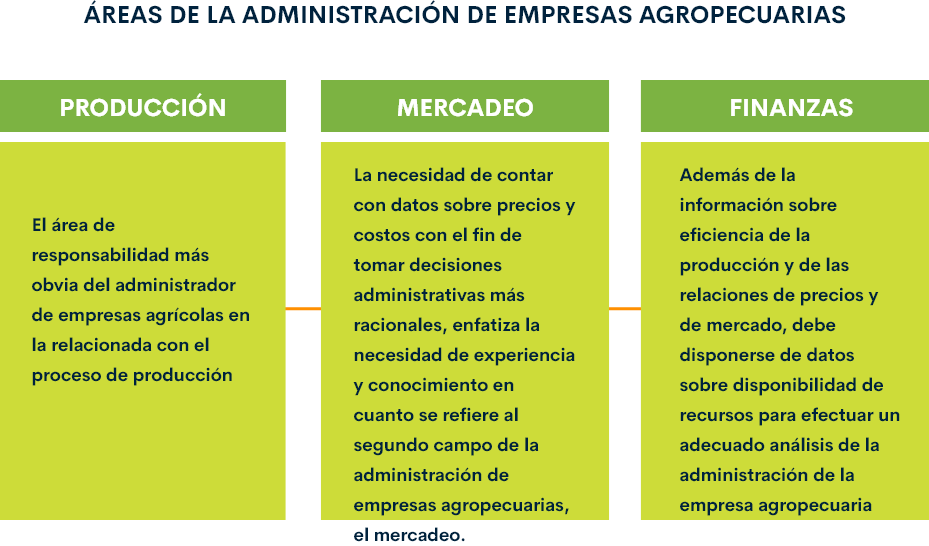 ÁREAS DE LA ADMINISTRACIÓN DE EMPRESAS AGROPECUARIAS
PRODUCCIÓN
El área de
responsabilidad más
obvia del administrador
de empresas agrícolas en
la relacionada con el
proceso de producción
MERCADEO
La necesidad de contar
con datos sobre precios y
costos con el fin de
tomar decisiones
administrativas más
racionales, enfatiza la
necesidad de experiencia
y conocimiento en
cuanto se refiere al
segundo campo de la
administración de
empresas agropecuarias,
el mercadeo.
FINANZAS
Además de la
información sobre
eficiencia de la
producción y de las
relaciones de precios y
de mercado, debe
disponerse de datos
sobre disponibilidad de
recursos para efectuar un
adecuado análisis de la
administración de la
empresa agropecuaria